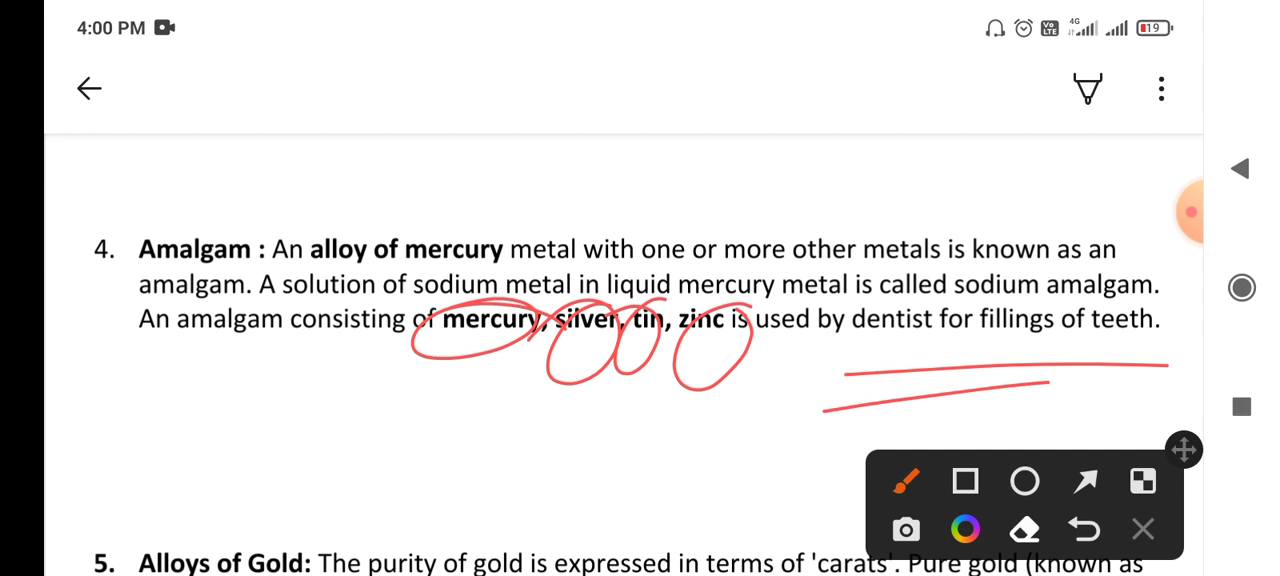 4:00 PM
Vo LTE 4G 19
4. Amalgam : An alloy of mercury metal with one or more other metals is known as an
amalgam. A solution of sodium metal in liquid mercury metal is called sodium amalgam.
An amalgam consisting of mercury, silver, tin, zinc is used by dentist for fillings of teeth.
5. Alloys of Gold: The purity of gold is expressed in terms of 'carats'. Pure gold (known as